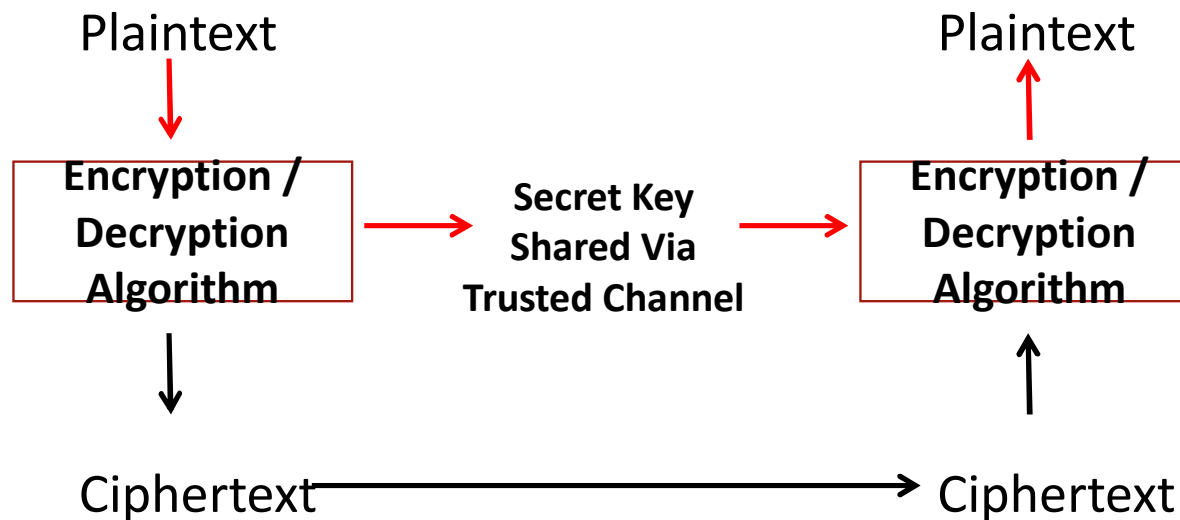 Plaintext
Plaintext
Encryption /
Decryption
Algorithm
Secret Key
Shared Via
Trusted Channel
Encryption /
Decryption
Algorithm
Ciphertext
Ciphertext